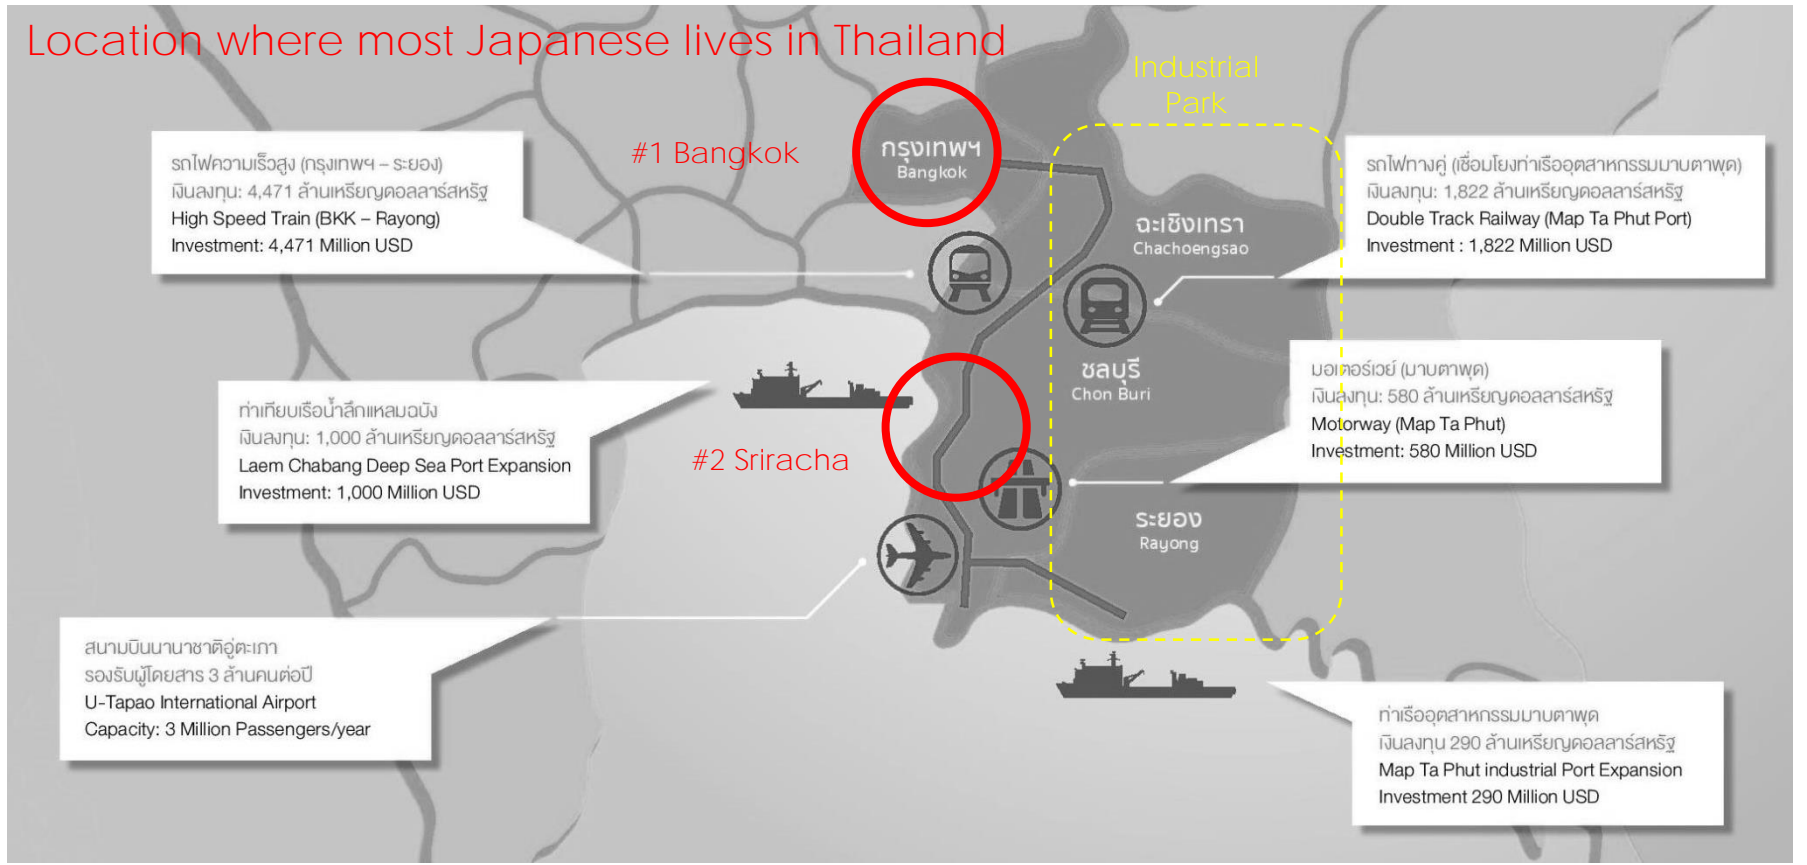 Location where most Japanese lives in Thailand
Industrial
Park
#1 Bangkok
กรุงเทพฯ
Bangkok
รถไฟความเร็วสูง (กรุงเทพฯ – ระยอง)
เงินลงทุน: 4,471 ล้านเหรียญดอลลาร์สหรัฐ
High Speed Train (BKK – Rayong)
Investment: 4,471 Million USD
รถไฟทางคู่ (เชื่อมโยงท่าเรืออุตสาหกรรมมาบตาพุด)
เงินลงทุน: 1,822 ล้านเหรียญดอลลาร์สหรัฐ
Double Track Railway (Map Ta Phut Port)
Investment : 1,822 Million USD
ฉะเชิงเทรา
Chachoengsao
ชลบุรี
Chon Buri
มอเตอร์เวย์ (มาบตาพุด)
เงินลงทุน: 580 ล้านเหรียญดอลลาร์สหรัฐ
Motorway (Map Ta Phut)
Investment: 580 Million USD
ท่าเทียบเรือน้ำลึกแหลมฉบัง
เงินลงทุน: 1,000 ล้านเหรียญดอลลาร์สหรัฐ
Laem Chabang Deep Sea Port Expansion
Investment: 1,000 Million USD
#2 Sriracha
ระยอง
Rayong
สนามบินนานาชาติอู่ตะเภา
รองรับผู้โดยสาร 3 ล้านคนต่อปี
U-Tapao International Airport
Capacity: 3 Million Passengers/year
ท่าเรืออุตสาหกรรมมาบตาพุด
เงินลงทุน 290 ล้านเหรียญดอลลาร์สหรัฐ
Map Ta Phut industrial Port Expansion
Investment 290 Million USD